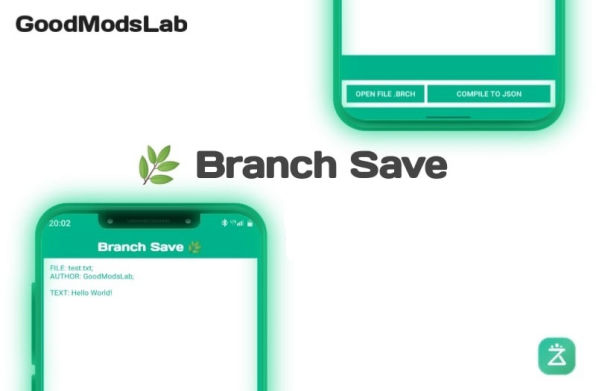 GoodModsLab
OPEN FILE .BRCH
COMPILE TO JSON
Branch Save
20:02
Branch Save
FILE: test txt;
AUTHOR: GoodModsLab;
TEXT: Hello World!